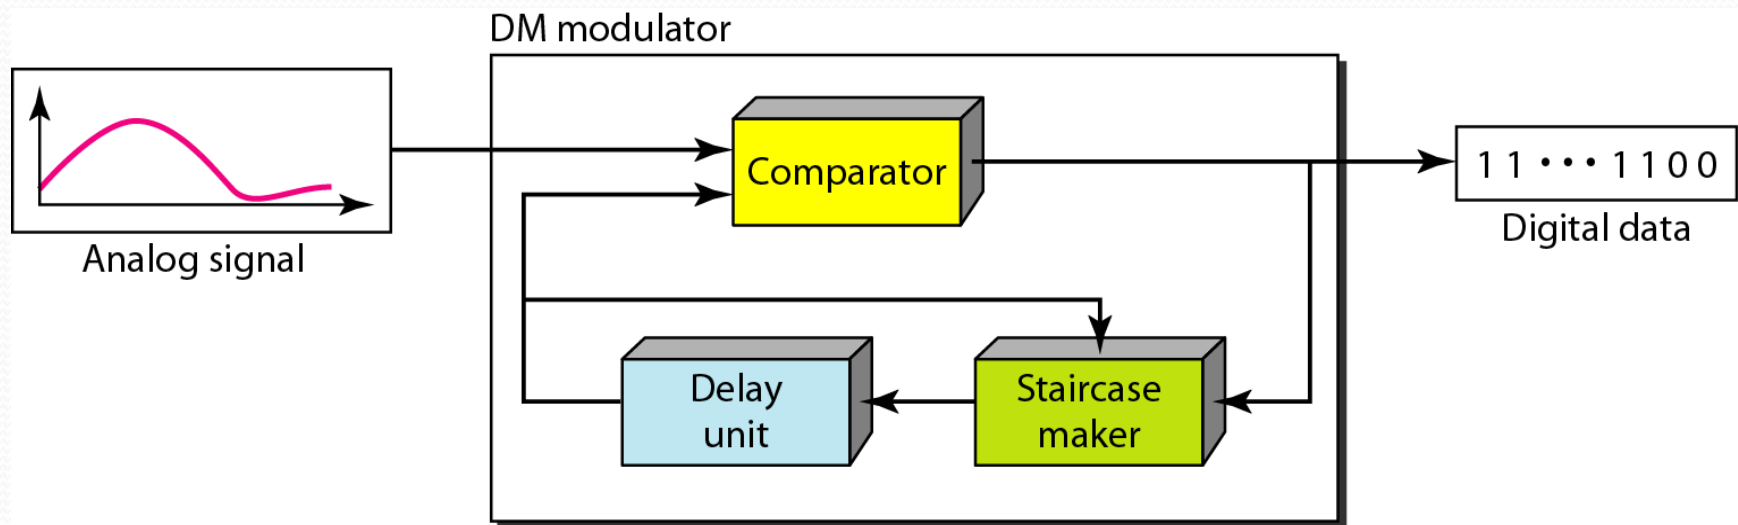 DM modulator
Comparator
1 1 • • • 1 1 0 0
Digital data
Analog signal
Delay
unit
Staircase
maker